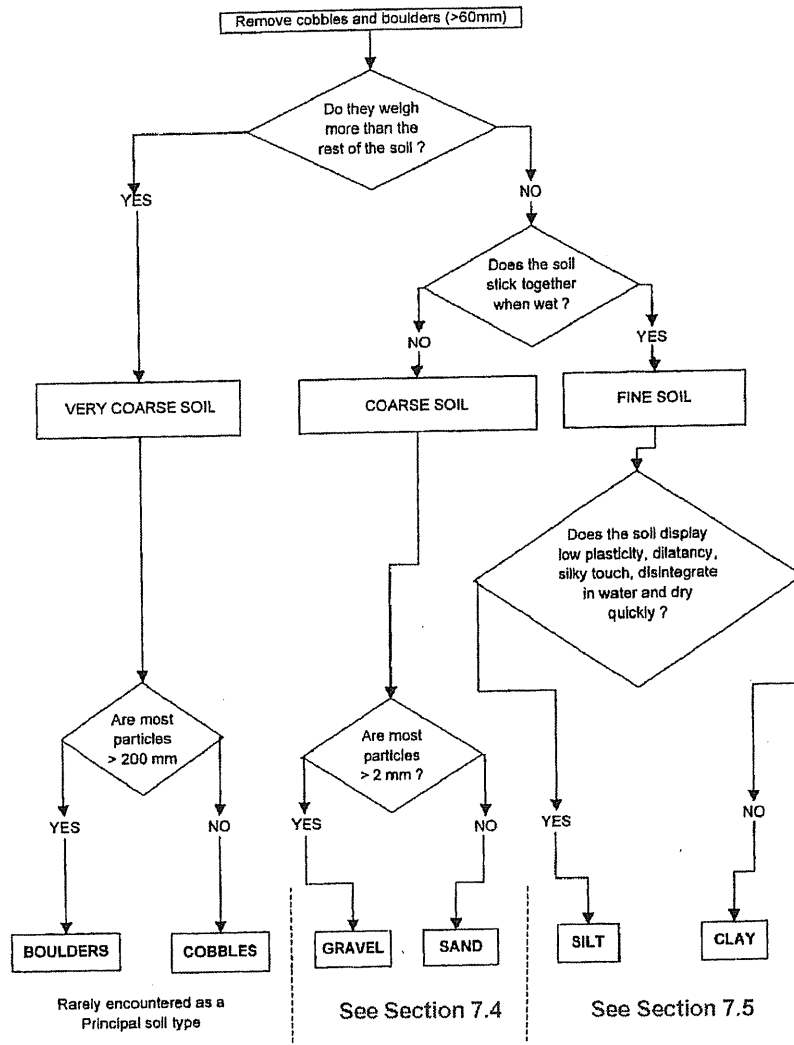 Remove cobbles and boulders (>60mm)
Do they weigh
more than the
rest of the soil ?
YES
NO
Does the soil
stick together
when wet ?
NO
YES
VERY COARSE SOIL
COARSE SOIL
FINE SOIL
Does the soil display
low plasticity, dilatancy,
silky touch, disintegrate
in water and dry
quickly ?
Are most
particles
> 200 mm
Are most
particles
> 2 mm ?
YES
NO
YES
NO
YES
NO
BOULDERS
COBBLES
GRAVEL
SAND
SILT
CLAY
Rarely encountered as a
Principal soil type
See Section 7.4
See Section 7.5